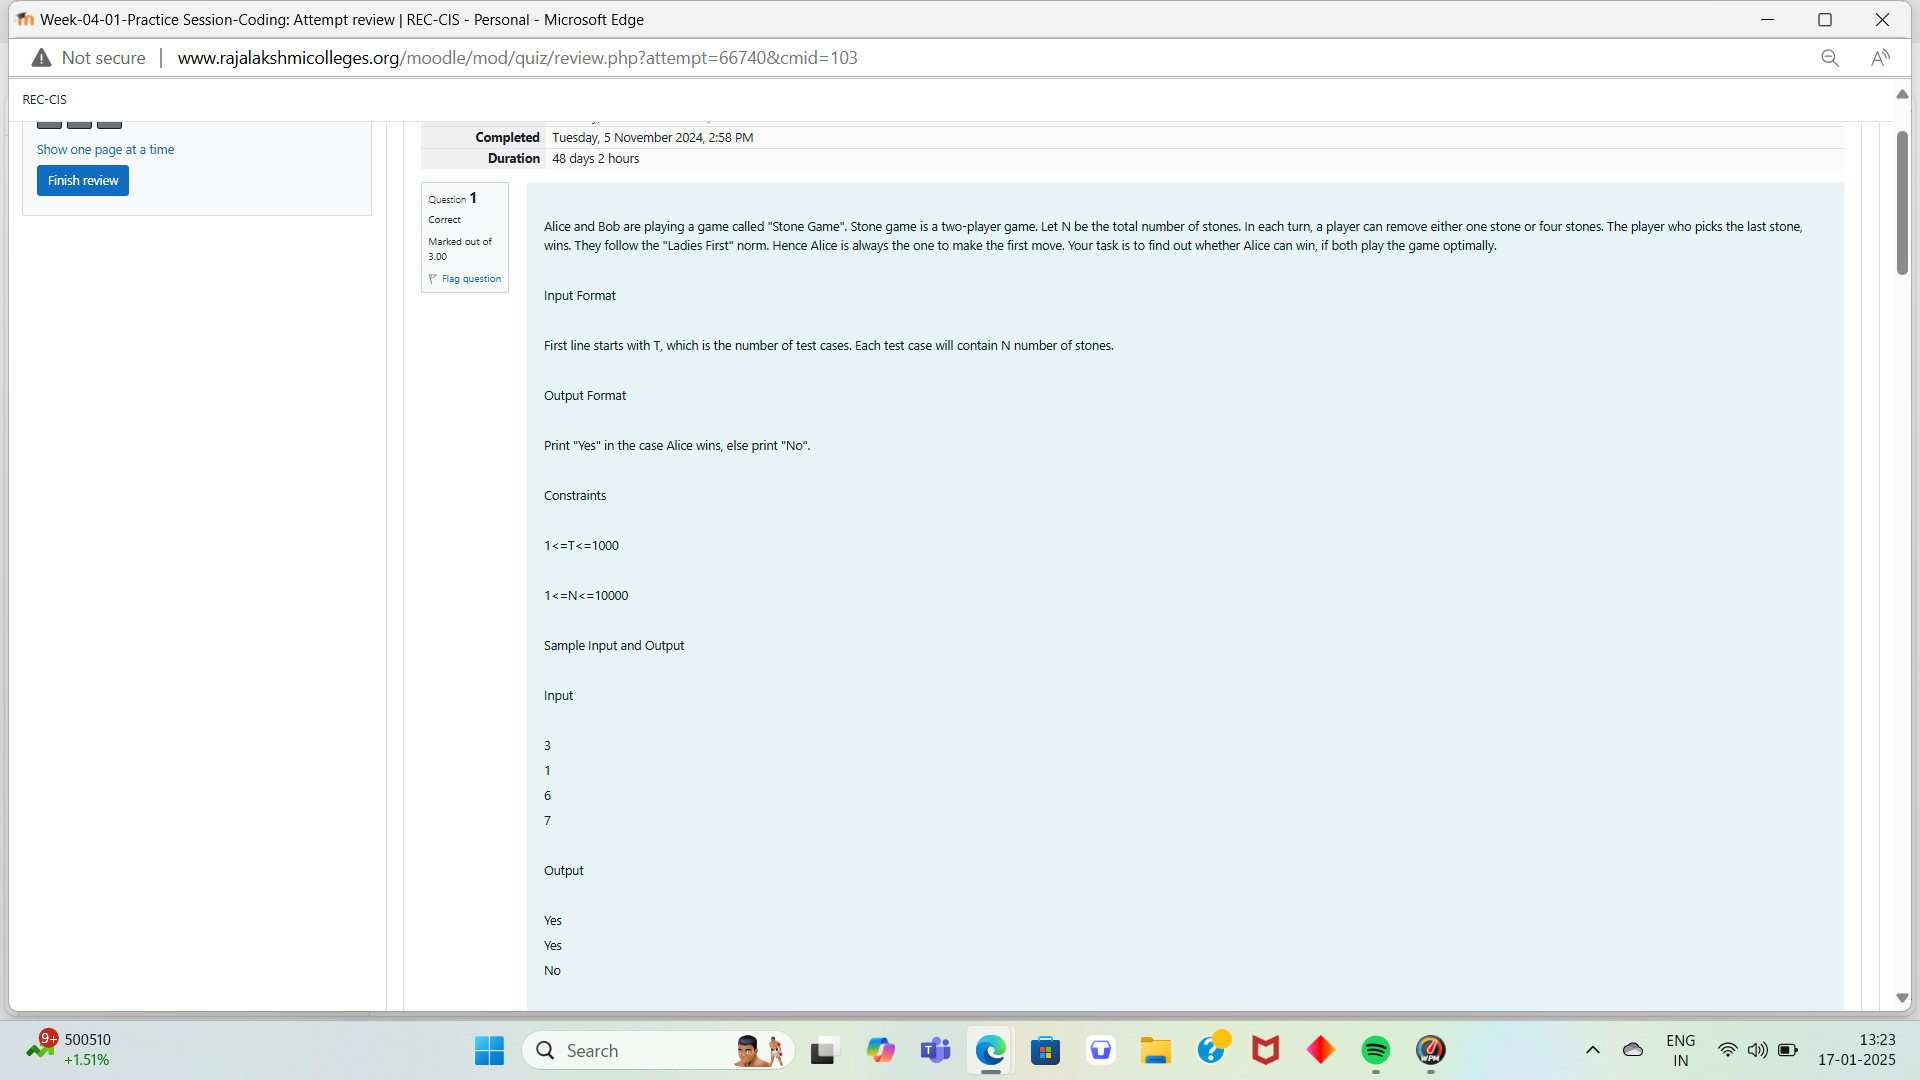 Week-04-01-Practice Session-Coding: Attempt review | REC-CIS - Personal - Microsoft Edge
Not secure | www.rajalakshmicolleges.org/moodle/mod/quiz/review.php?attempt=66740&cmid=103
REC-CIS
Show one page at a time
Finish review
Completed Tuesday, 5 November 2024, 2:58 PM
Duration 48 days 2 hours
Question 1
Correct
Marked out of
3.00
Flag question
Alice and Bob are playing a game called "Stone Game". Stone game is a two-player game. Let N be the total number of stones. In each turn, a player can remove either one stone or four stones. The player who picks the last stone,
wins. They follow the "Ladies First" norm. Hence Alice is always the one to make the first move. Your task is to find out whether Alice can win, if both play the game optimally.
Input Format
First line starts with T, which is the number of test cases. Each test case will contain N number of stones.
Output Format
Print "Yes" in the case Alice wins, else print "No".
Constraints
1<=T<=1000
1<=N<=10000
Sample Input and Output
Input
3
1
6
7
Output
Yes
Yes
No
9+
500510
+1.51%
Search
WPM
ENG
IN
13:23
17-01-2025